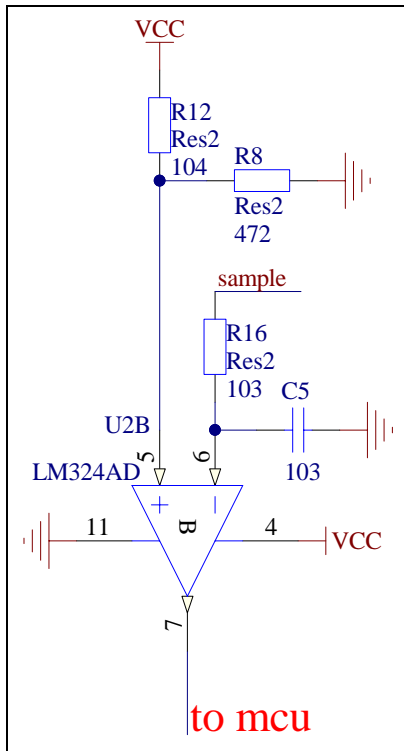 VCC
R12
Res2
104
R8
Res2
472
sample
R16
Res2
103
C5
103
U2B
LM324AD
5
6
+
−
B
11
4
VCC
7
to mcu